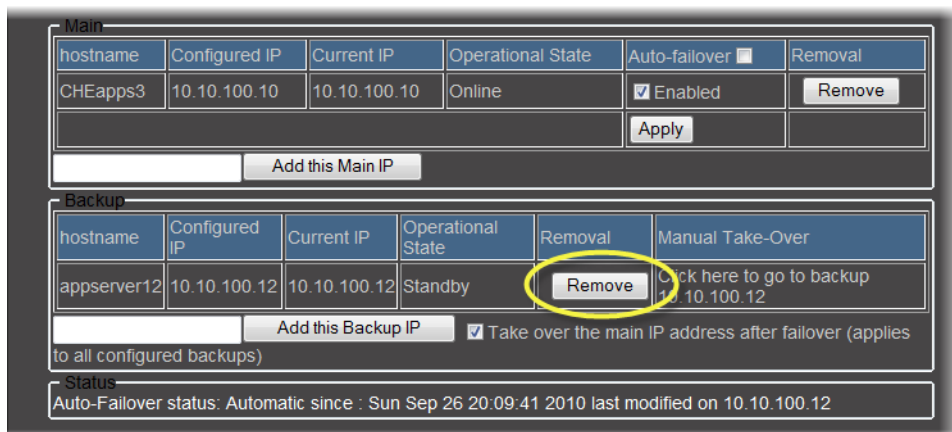 Main
hostname Configured IP Current IP Operational State Auto-failover Removal
CHEapps3 10.10.100.10 10.10.100.10 Online Enabled Remove
Apply
Add this Main IP
Backup
hostname Configured IP Current IP Operational State Removal Manual Take-Over
appserver12 10.10.100.12 10.10.100.12 Standby Remove Click here to go to backup
10.10.100.12
Add this Backup IP Take over the main IP address after failover (applies
to all configured backups)
Status
Auto-Failover status: Automatic since : Sun Sep 26 20:09:41 2010 last modified on 10.10.100.12